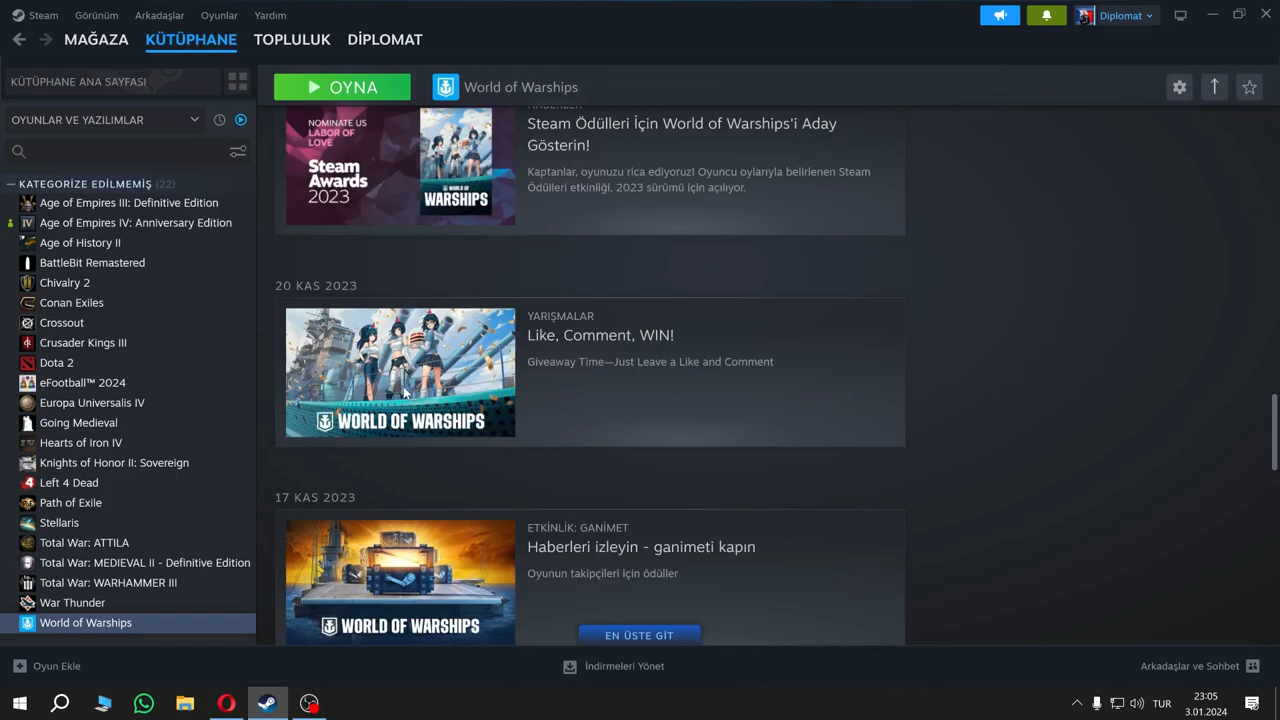 Steam
Görünüm
Arkadaşlar
Oyunlar
Yardım
Diplomat
MAĞAZA
KÜTÜPHANE
TOPLULUK
DİPLOMAT
KÜTÜPHANE ANA SAYFASI
OYNA
World of Warships
OYUNLAR VE YAZILIMLAR
KATEGORİZE EDİLMEMİŞ (22)
Age of Empires III: Definitive Edition
Age of Empires IV: Anniversary Edition
Age of History II
BattleBit Remastered
Chivalry 2
Conan Exiles
Crossout
Crusader Kings III
Dota 2
eFootball™ 2024
Europa Universalis IV
Going Medieval
Hearts of Iron IV
Knights of Honor II: Sovereign
Left 4 Dead
Path of Exile
Stellaris
Total War: ATTILA
Total War: MEDIEVAL II - Definitive Edition
Total War: WARHAMMER III
War Thunder
World of Warships
HABERLER
NOMINATE US
LABOR OF
LOVE
Steam
Awards
2023
WORLD OF
WARSHIPS
Steam Ödülleri İçin World of Warships'i Aday
Gösterin!
Kaptanlar, oyunuzu rica ediyoruz! Oyuncu oylarıyla belirlenen Steam
Ödülleri etkinliği, 2023 sürümü için açılıyor.
20 KAS 2023
WORLD OF WARSHIPS
YARIŞMALAR
Like, Comment, WIN!
Giveaway Time—Just Leave a Like and Comment
17 KAS 2023
WORLD OF WARSHIPS
ETKİNLİK: GANİMET
Haberleri izleyin - ganimeti kapın
Oyunun takipçileri için ödüller
EN ÜSTE GİT
Oyun Ekle
İndirmeleri Yönet
Arkadaşlar ve Sohbet
TUR
23:05
3.01.2024